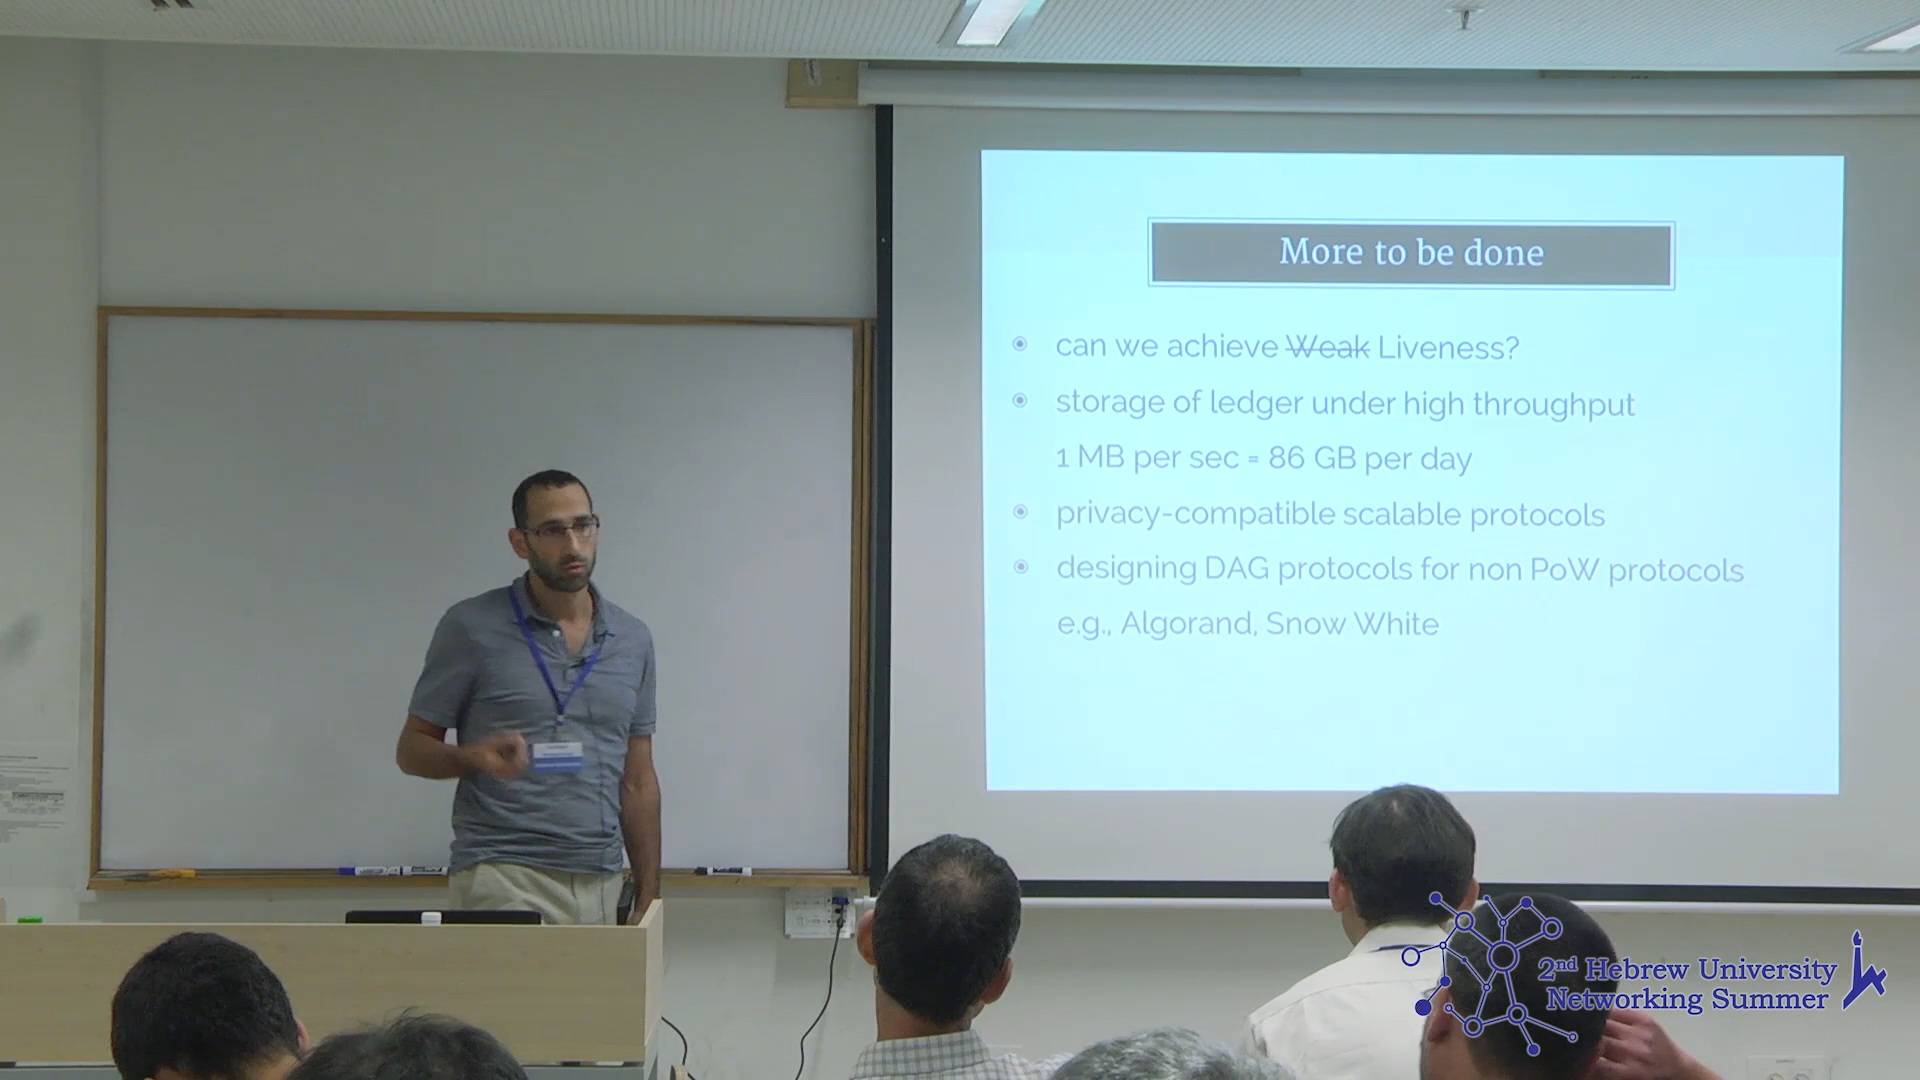 More to be done
can we achieve Weak Liveness?
storage of ledger under high throughput
1 MB per sec = 86 GB per day
privacy-compatible scalable protocols
designing DAG protocols for non PoW protocols
e.g., Algorand, Snow White
2nd Hebrew University
Networking Summer